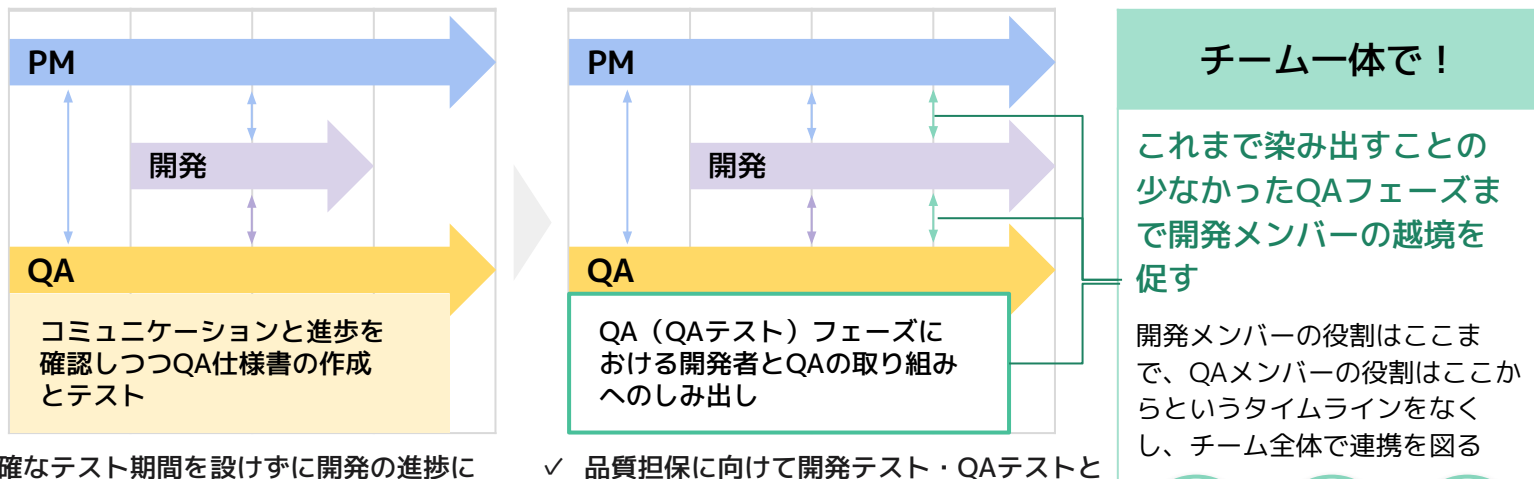 PM
開発
QA
コミュニケーションと進歩を
確認しつつQA仕様書の作成
とテスト
確なテスト期間を設けずに開発の進捗に
PM
開発
QA
QA（QAテスト）フェーズに
おける開発者とQAの取り組み
へのしみ出し
✓ 品質担保に向けて開発テスト・QAテストと
チーム一体で！
これまで染み出すことの
少なかったQAフェーズま
で開発メンバーの越境を
促す
開発メンバーの役割はここま
で、QAメンバーの役割はここか
らというタイムラインをなく
し、チーム全体で連携を図る